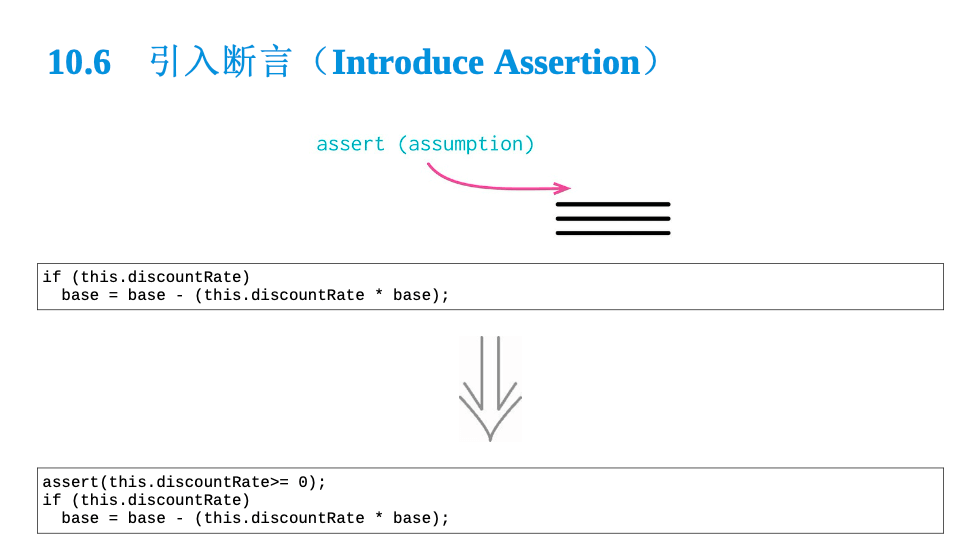 10.6 引入断言（Introduce Assertion）
assert (assumption)
if (this.discountRate)
  base = base - (this.discountRate * base);
assert(this.discountRate>= 0);
if (this.discountRate)
  base = base - (this.discountRate * base);